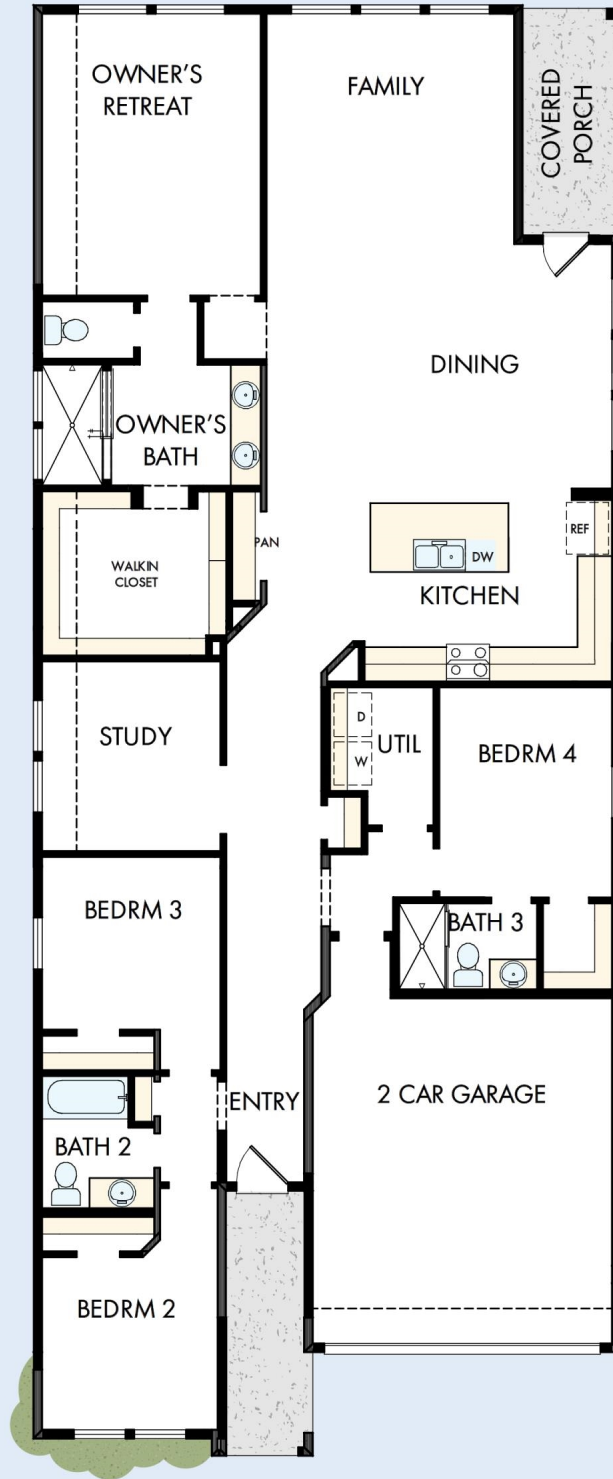 OWNER'S
RETREAT
FAMILY
COVERED
PORCH
DINING
OWNER'S
BATH
WALKIN
CLOSET
PAN
REF
DW
KITCHEN
STUDY
D
W
UTIL
BEDRM 4
BEDRM 3
BATH 3
ENTRY
2 CAR GARAGE
BATH 2
BEDRM 2